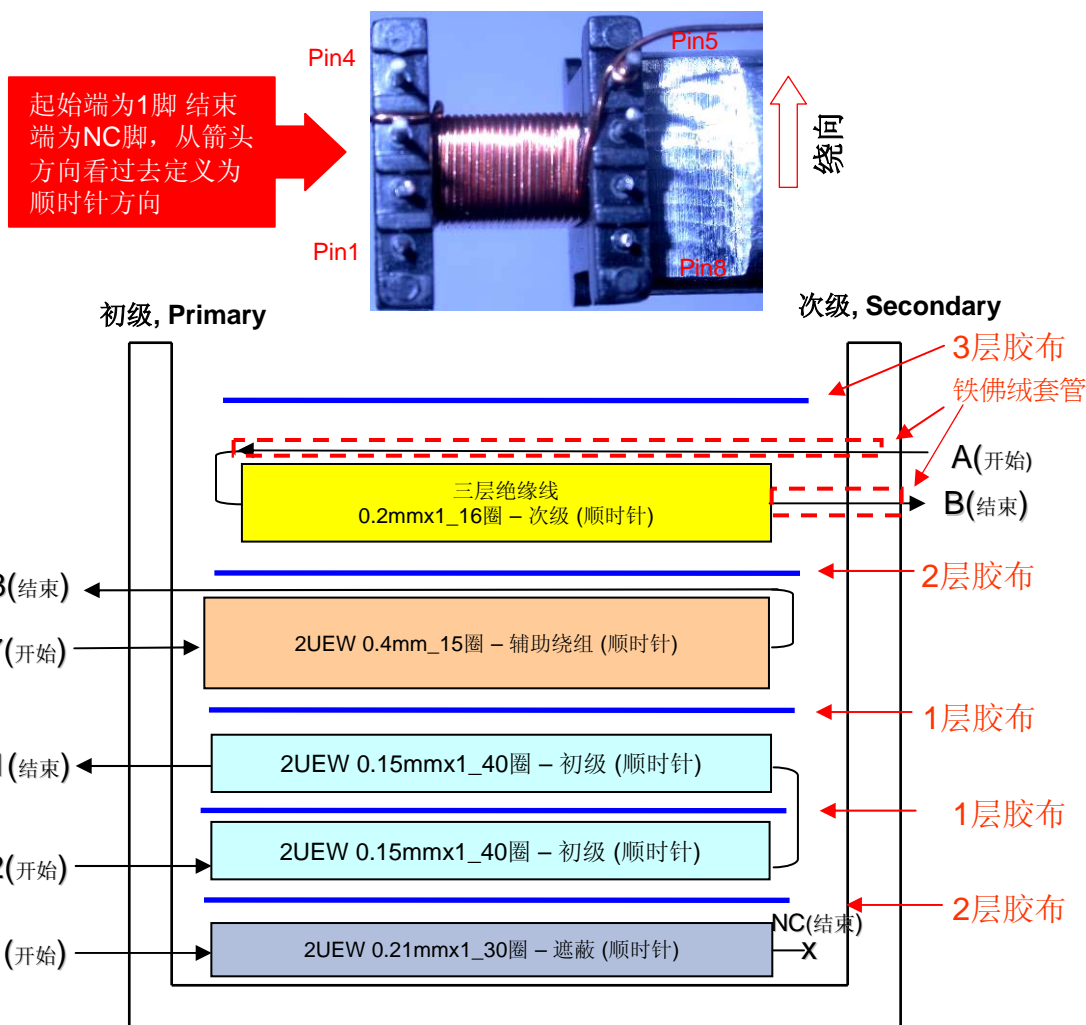 Pin4
Pin5
起始端为1脚 结束
端为NC脚，从箭头
方向看过去定义为
顺时针方向
绕向
Pin1
Pin8
初级, Primary
次级, Secondary
3层胶布
铁佛绒套管
A(开始)
三层绝缘线
0.2mmx1_16圈 – 次级 (顺时针)
B(结束)
2层胶布
3(结束)
2UEW 0.4mm_15圈 – 辅助绕组 (顺时针)
(开始)
1层胶布
2UEW 0.15mmx1_40圈 – 初级 (顺时针)
(结束)
1层胶布
2UEW 0.15mmx1_40圈 – 初级 (顺时针)
2(开始)
2层胶布
NC(结束)
X
2UEW 0.21mmx1_30圈 – 遮蔽 (顺时针)
(开始)